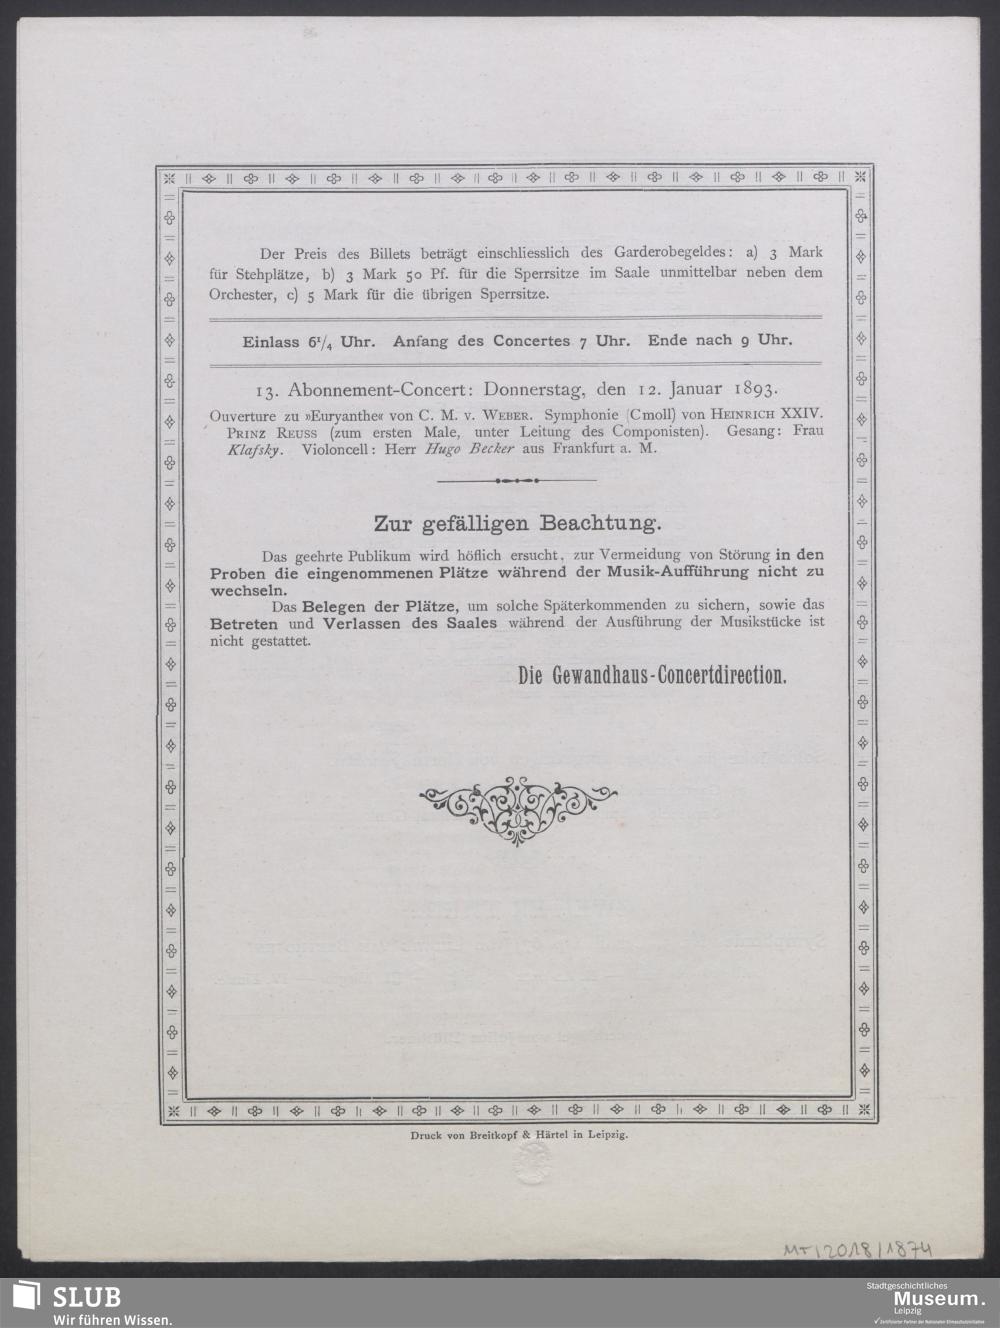 Der Preis des Billets beträgt einschliesslich des Garderobegeldes: a) 3 Mark
für Stehplätze, b) 3 Mark 50 Pf. für die Sperrsitze im Saale unmittelbar neben dem
Orchester, c) 5 Mark für die übrigen Sperrsitze.
Einlass 6¹/₄ Uhr. Anfang des Concertes 7 Uhr. Ende nach 9 Uhr.
13. Abonnement-Concert: Donnerstag, den 12. Januar 1893.
Ouverture zu »Euryanthe« von C. M. v. WEBER. Symphonie (Cmoll) von HEINRICH XXIV.
PRINZ REUSS (zum ersten Male, unter Leitung des Componisten). Gesang: Frau
Klafsky. Violoncell: Herr Hugo Becker aus Frankfurt a. M.
Zur gefälligen Beachtung.
Das geehrte Publikum wird höflich ersucht, zur Vermeidung von Störung in den
Proben die eingenommenen Plätze während der Musik-Aufführung nicht zu
wechseln.
Das Belegen der Plätze, um solche Späterkommenden zu sichern, sowie das
Betreten und Verlassen des Saales während der Ausführung der Musikstücke ist
nicht gestattet.
Die Gewandhaus-Concertdirection.
Druck von Breitkopf & Härtel in Leipzig.
MT/2018/1874
SLUB
Wir führen Wissen.
Stadtgeschichtliches
Museum.
Leipzig
Zertifizierter Partner der Nationalen Klimaschutzinitiative